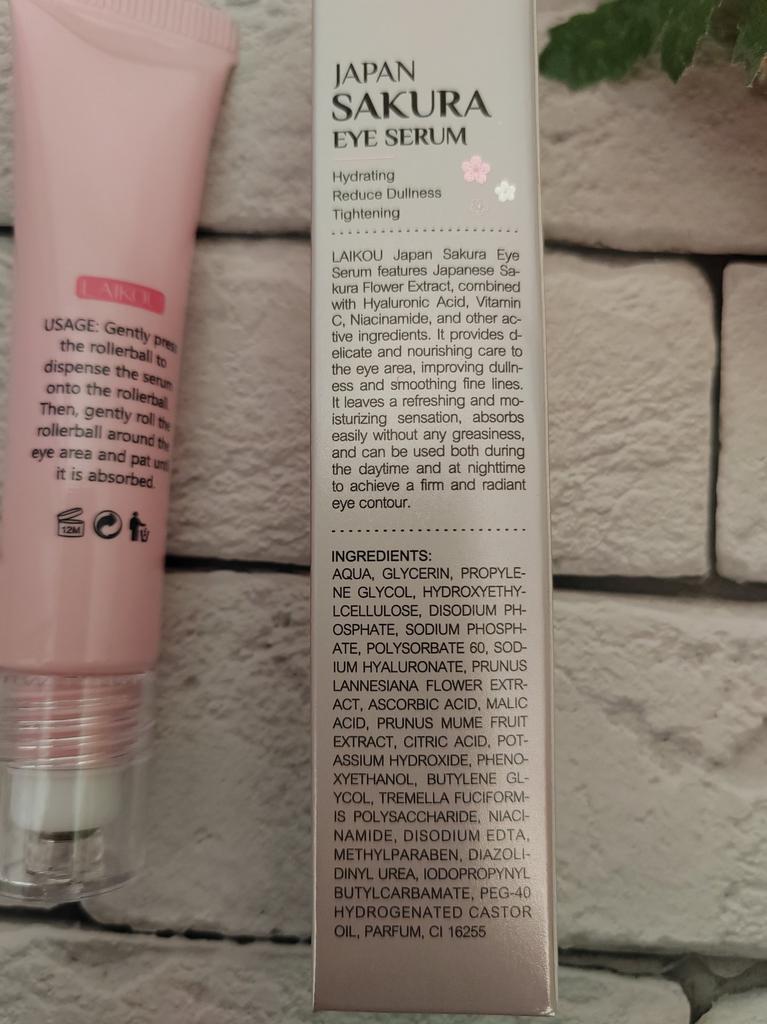 LAIKOU
USAGE: Gently press
the rollerball to
dispense the serum
onto the rollerball.
Then, gently roll the
rollerball around the
eye area and pat until
it is absorbed.
12M
JAPAN
SAKURA
EYE SERUM
Hydrating
Reduce Dullness
Tightening
LAIKOU Japan Sakura Eye
Serum features Japanese Sa-
kura Flower Extract, combined
with Hyaluronic Acid, Vitamin
C, Niacinamide, and other ac-
tive ingredients. It provides d-
elicate and nourishing care to
the eye area, improving dulln-
ess and smoothing fine lines.
It leaves a refreshing and mo-
isturizing sensation, absorbs
easily without any greasiness,
and can be used both during
the daytime and at nighttime
to achieve a firm and radiant
eye contour.
INGREDIENTS:
AQUA, GLYCERIN, PROPYLE-
NE GLYCOL, HYDROXYETHY-
LCELLULOSE, DISODIUM PH-
OSPHATE, SODIUM PHOSPH-
ATE, POLYSORBATE 60, SOD-
IUM HYALURONATE, PRUNUS
LANNESIANA FLOWER EXTR-
ACT, ASCORBIC ACID, MALIC
ACID, PRUNUS MUME FRUIT
EXTRACT, CITRIC ACID, POT-
ASSIUM HYDROXIDE, PHENO-
XYETHANOL, BUTYLENE GL-
YCOL, TREMELLA FUCIFORM-
IS POLYSACCHARIDE, NIACI-
NAMIDE, DISODIUM EDTA,
METHYLPARABEN, DIAZOLI-
DINYL UREA, IODOPROPYNYL
BUTYLCARBAMATE, PEG-40
HYDROGENATED CASTOR
OIL, PARFUM, CI 16255